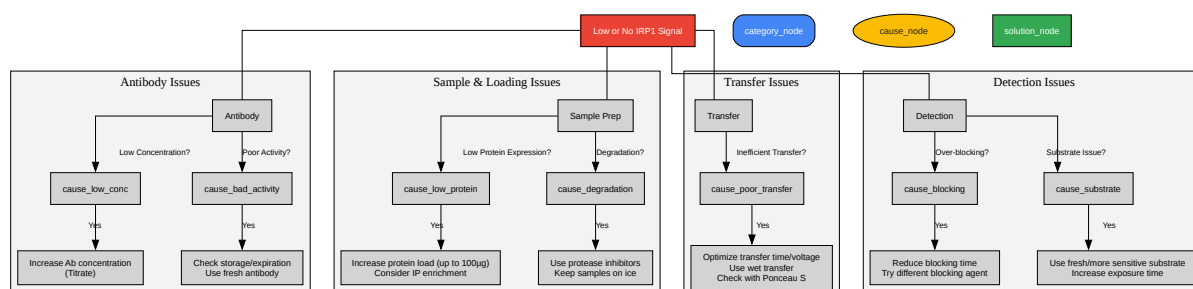 Low or No IRP1 Signal
category_node
cause_node
solution_node
Antibody Issues
Antibody
Low Concentration?
Poor Activity?
cause_low_conc
cause_bad_activity
Yes
Yes
Increase Ab concentration
(Titrate)
Check storage/expiration
Use fresh antibody
Sample & Loading Issues
Sample Prep
Low Protein Expression?
Degradation?
cause_low_protein
cause_degradation
Yes
Yes
Increase protein load (up to 100µg)
Consider IP enrichment
Use protease inhibitors
Keep samples on ice
Transfer Issues
Transfer
Inefficient Transfer?
cause_poor_transfer
Yes
Optimize transfer time/voltage
Use wet transfer
Check with Ponceau S
Detection Issues
Detection
Over-blocking?
Substrate Issue?
cause_blocking
cause_substrate
Yes
Yes
Reduce blocking time
Try different blocking agent
Use fresh/more sensitive substrate
Increase exposure time